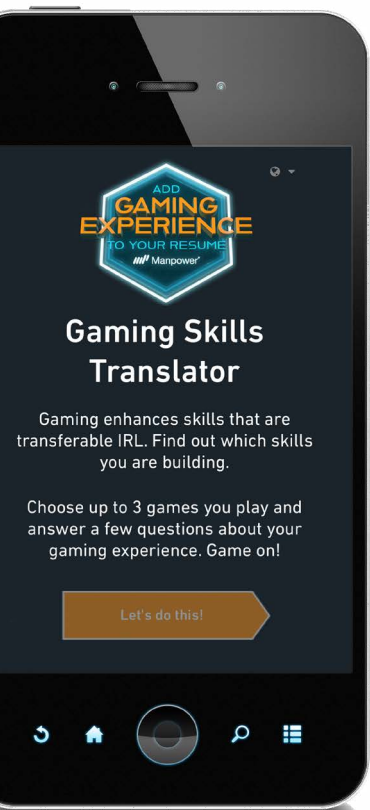 ADD
GAMING
EXPERIENCE
TO YOUR RESUME
Manpower
Gaming Skills
Translator
Gaming enhances skills that are
transferable IRL. Find out which skills
you are building.
Choose up to 3 games you play and
answer a few questions about your
gaming experience. Game on!
Let's do this!